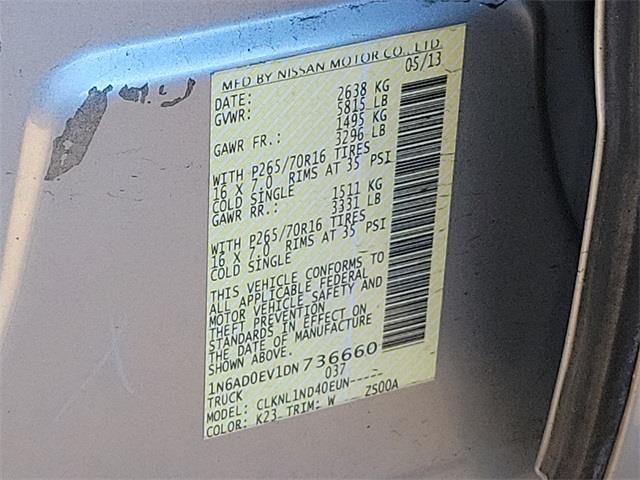 MFD BY NISSAN MOTOR CO., LTD.
DATE: 05/13
GVWR: 2638 KG
5815 LB
GAWR FR.: 1495 KG
3296 LB
WITH P265/70R16 TIRES
16 X 7.0 RIMS AT 35 PSI
COLD SINGLE
GAWR RR.: 1511 KG
3331 LB
WITH P265/70R16 TIRES
16 X 7.0 RIMS AT 35 PSI
COLD SINGLE
THIS VEHICLE CONFORMS TO
ALL APPLICABLE FEDERAL
MOTOR VEHICLE SAFETY AND
THEFT PREVENTION
STANDARDS IN EFFECT ON
THE DATE OF MANUFACTURE
SHOWN ABOVE.
1N6AD0EV1DN736660
TRUCK 037
MODEL: CLKNL1ND40EUN-----
COLOR: K23 TRIM: W ZS00A